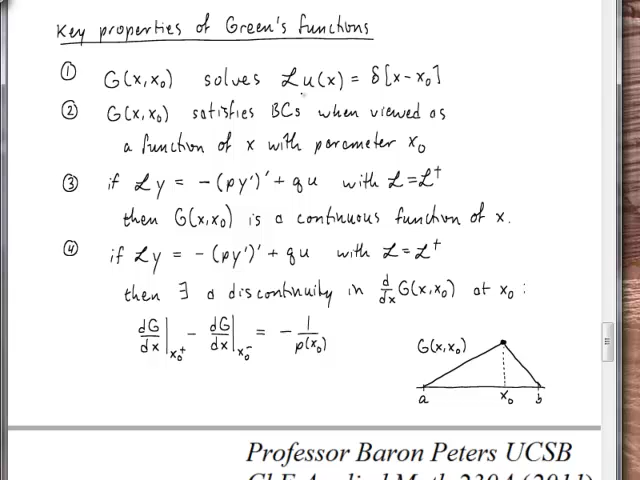 Key properties of Green's functions
① G(x,x₀) solves ℒu(x) = δ[x-x₀]
② G(x,x₀) satisfies BCs when viewed as
a function of x with parameter x₀
③ if ℒy = -(py')' + qu with ℒ=ℒ†
then G(x,x₀) is a continuous function of x.
④ if ℒy = -(py')' + qu with ℒ=ℒ†
then ∃ a discontinuity in d/dx G(x,x₀) at x₀:
dG/dx|x₀⁺ - dG/dx|x₀⁻ = - 1/p(x₀)
G(x,x₀)
a x₀ b
Professor Baron Peters UCSB